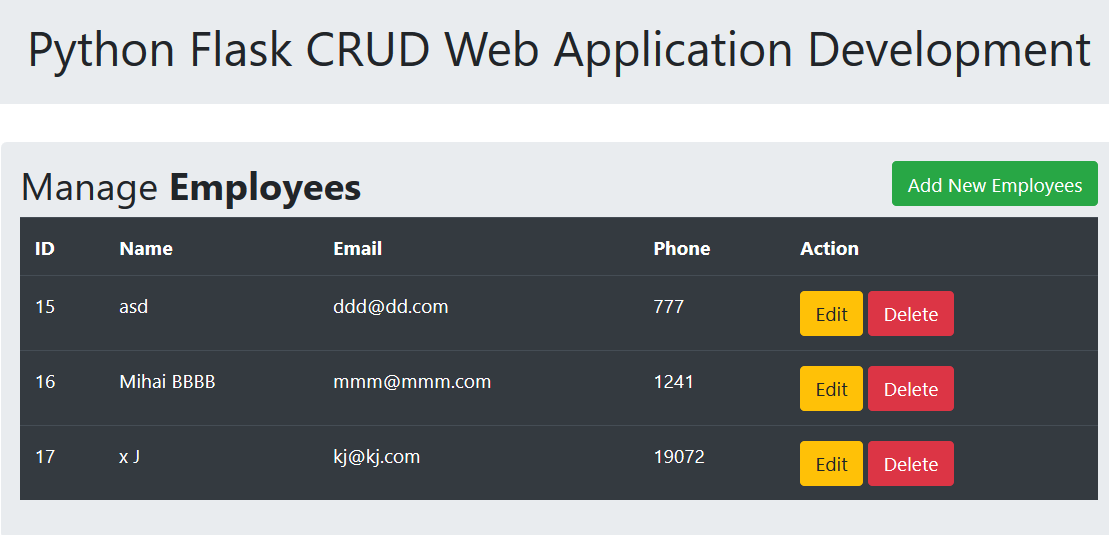 Python Flask CRUD Web Application Development
Manage Employees Add New Employees
ID Name Email Phone Action
15 asd ddd@dd.com 777 Edit Delete
16 Mihai BBBB mmm@mmm.com 1241 Edit Delete
17 x J kj@kj.com 19072 Edit Delete